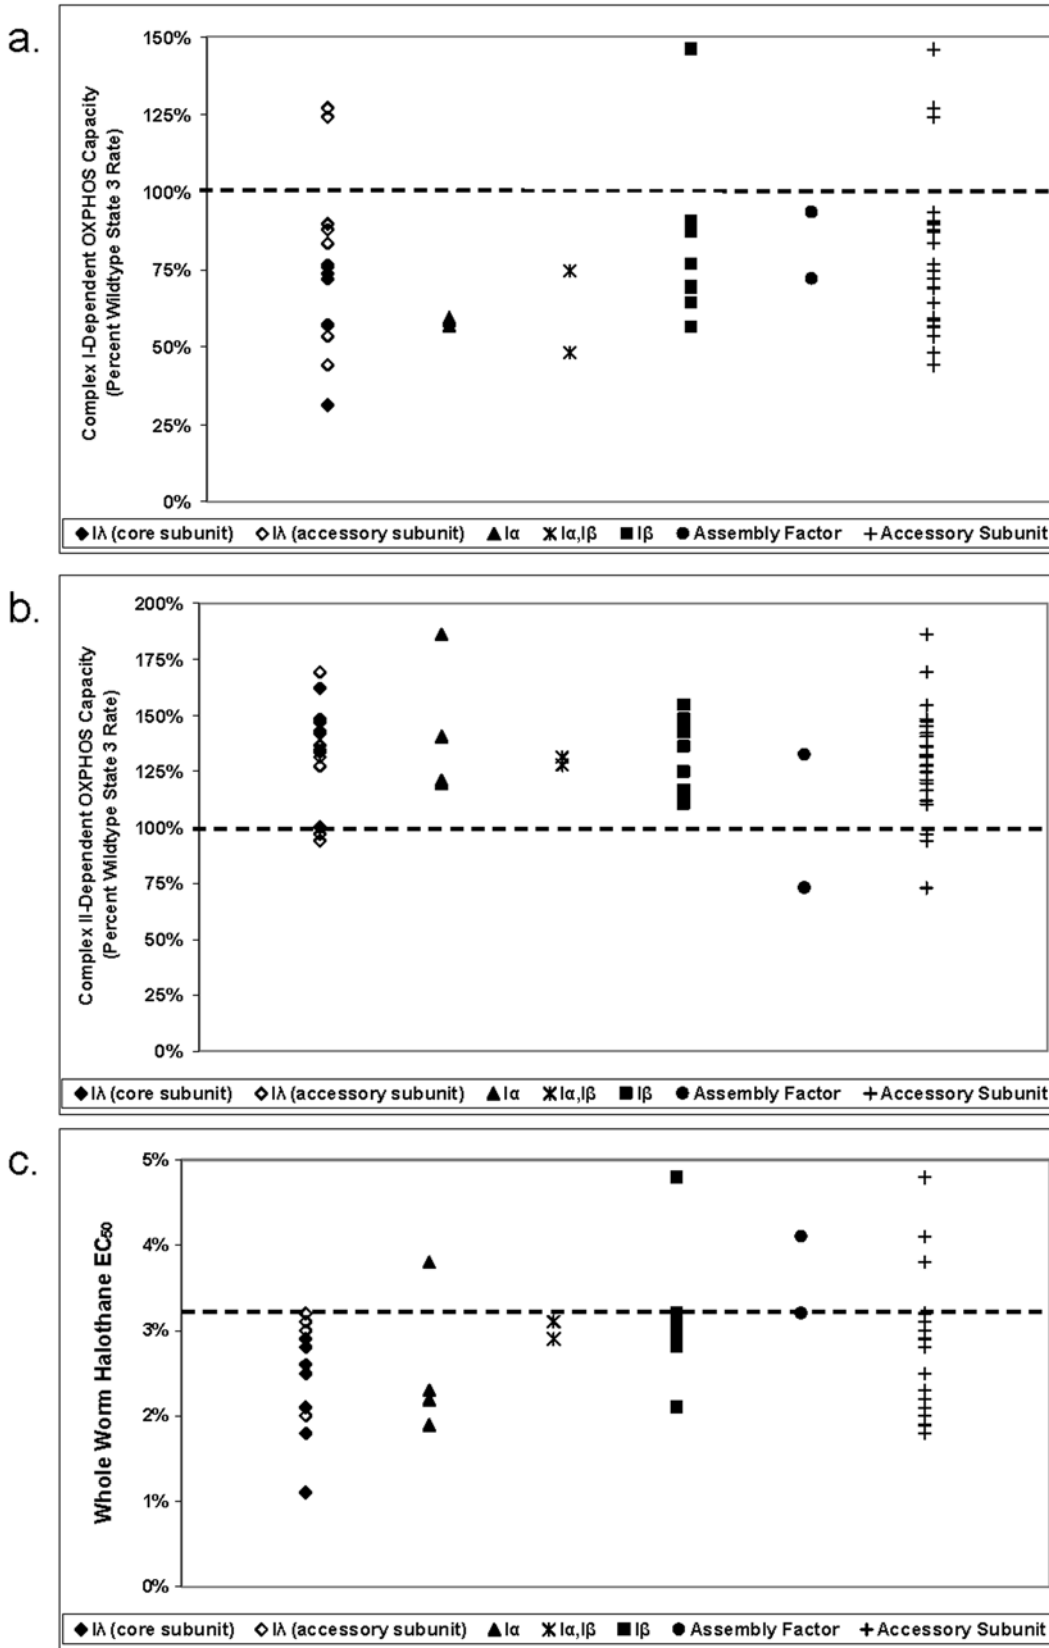 a.
Complex I-Dependent OXPHOS Capacity
(Percent Wildtype State 3 Rate)
150%
125%
100%
75%
50%
25%
0%
Iλ (core subunit) Iλ (accessory subunit) Iα Iα,Iβ Iβ Assembly Factor Accessory Subunit
b.
Complex II-Dependent OXPHOS Capacity
(Percent Wildtype State 3 Rate)
200%
175%
150%
125%
100%
75%
50%
25%
0%
Iλ (core subunit) Iλ (accessory subunit) Iα Iα,Iβ Iβ Assembly Factor Accessory Subunit
c.
Whole Worm Halothane EC50
5%
4%
3%
2%
1%
0%
Iλ (core subunit) Iλ (accessory subunit) Iα Iα,Iβ Iβ Assembly Factor Accessory Subunit